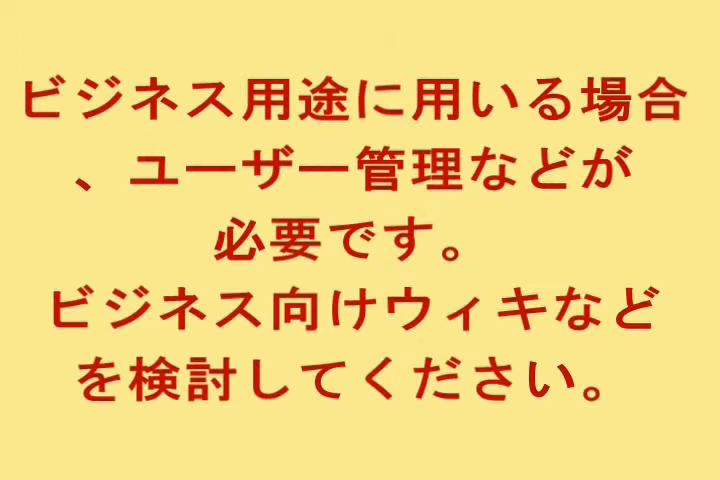 ビジネス用途に用いる場合
、ユーザー管理などが
必要です。
ビジネス向けウィキなど
を検討してください。